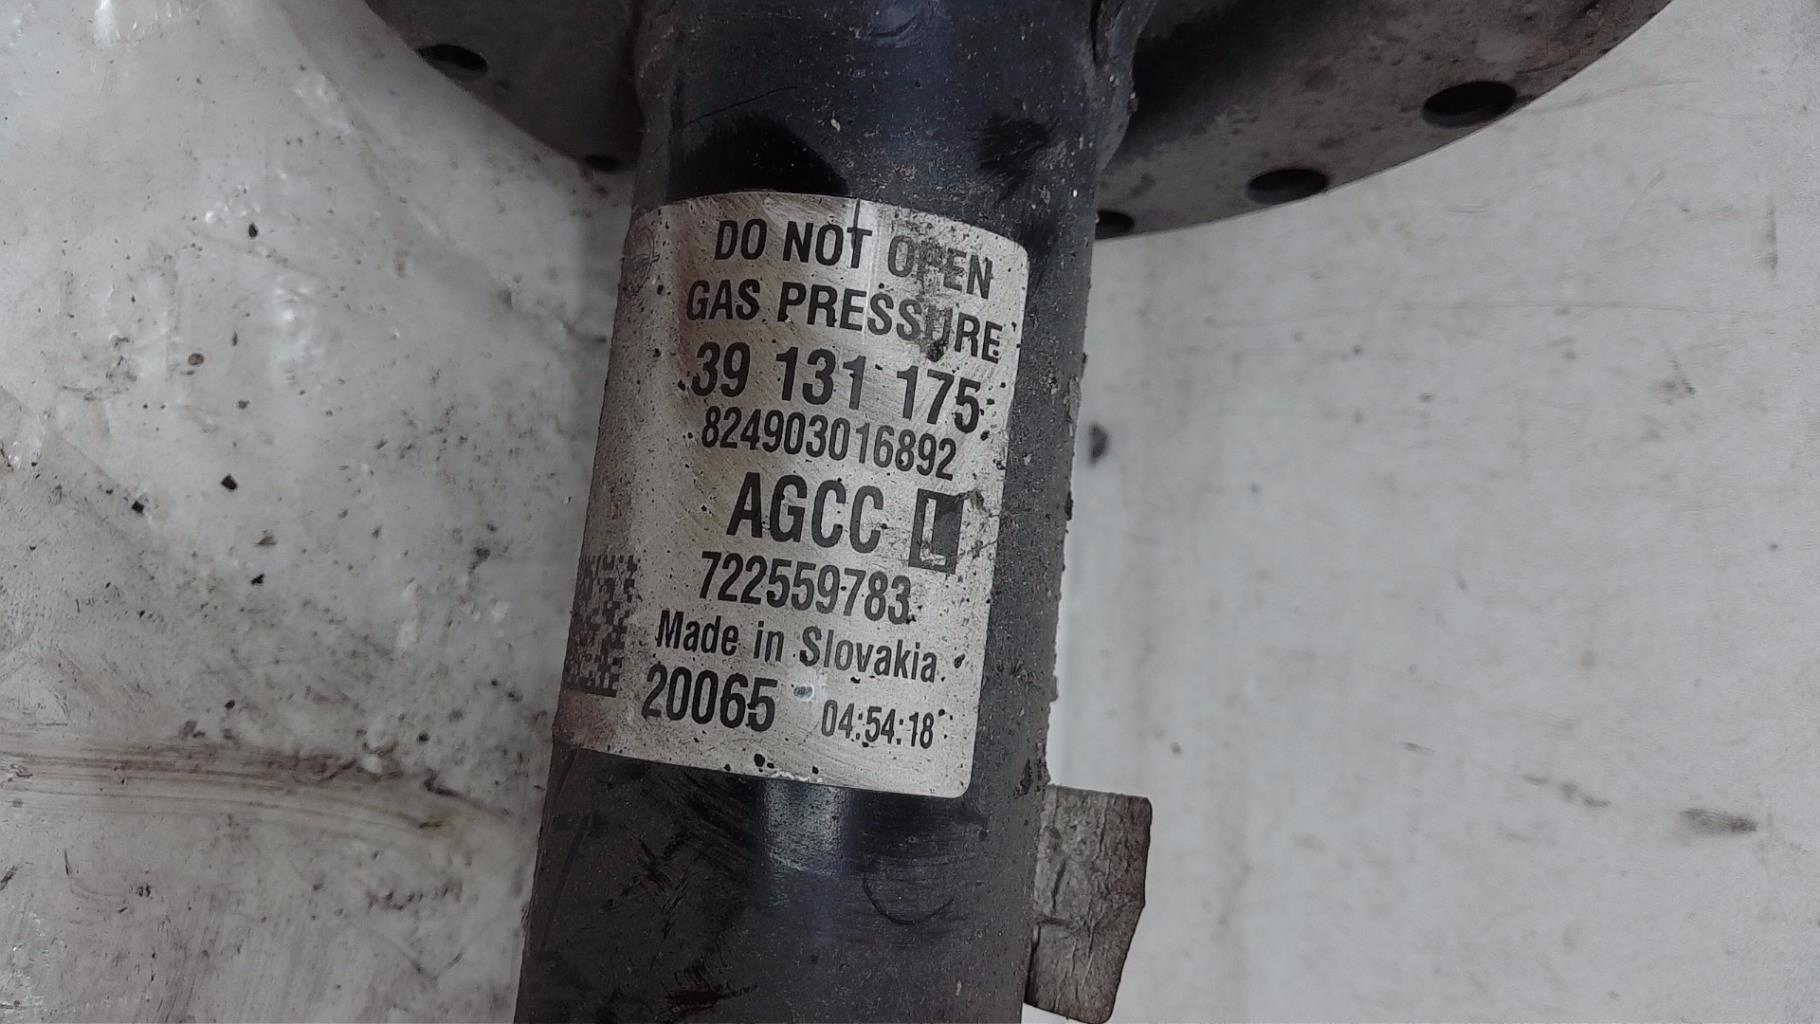 DO NOT OPEN
GAS PRESSURE
39 131 175
824903016892
AGCC L
722559783
Made in Slovakia
20065 04:54:18